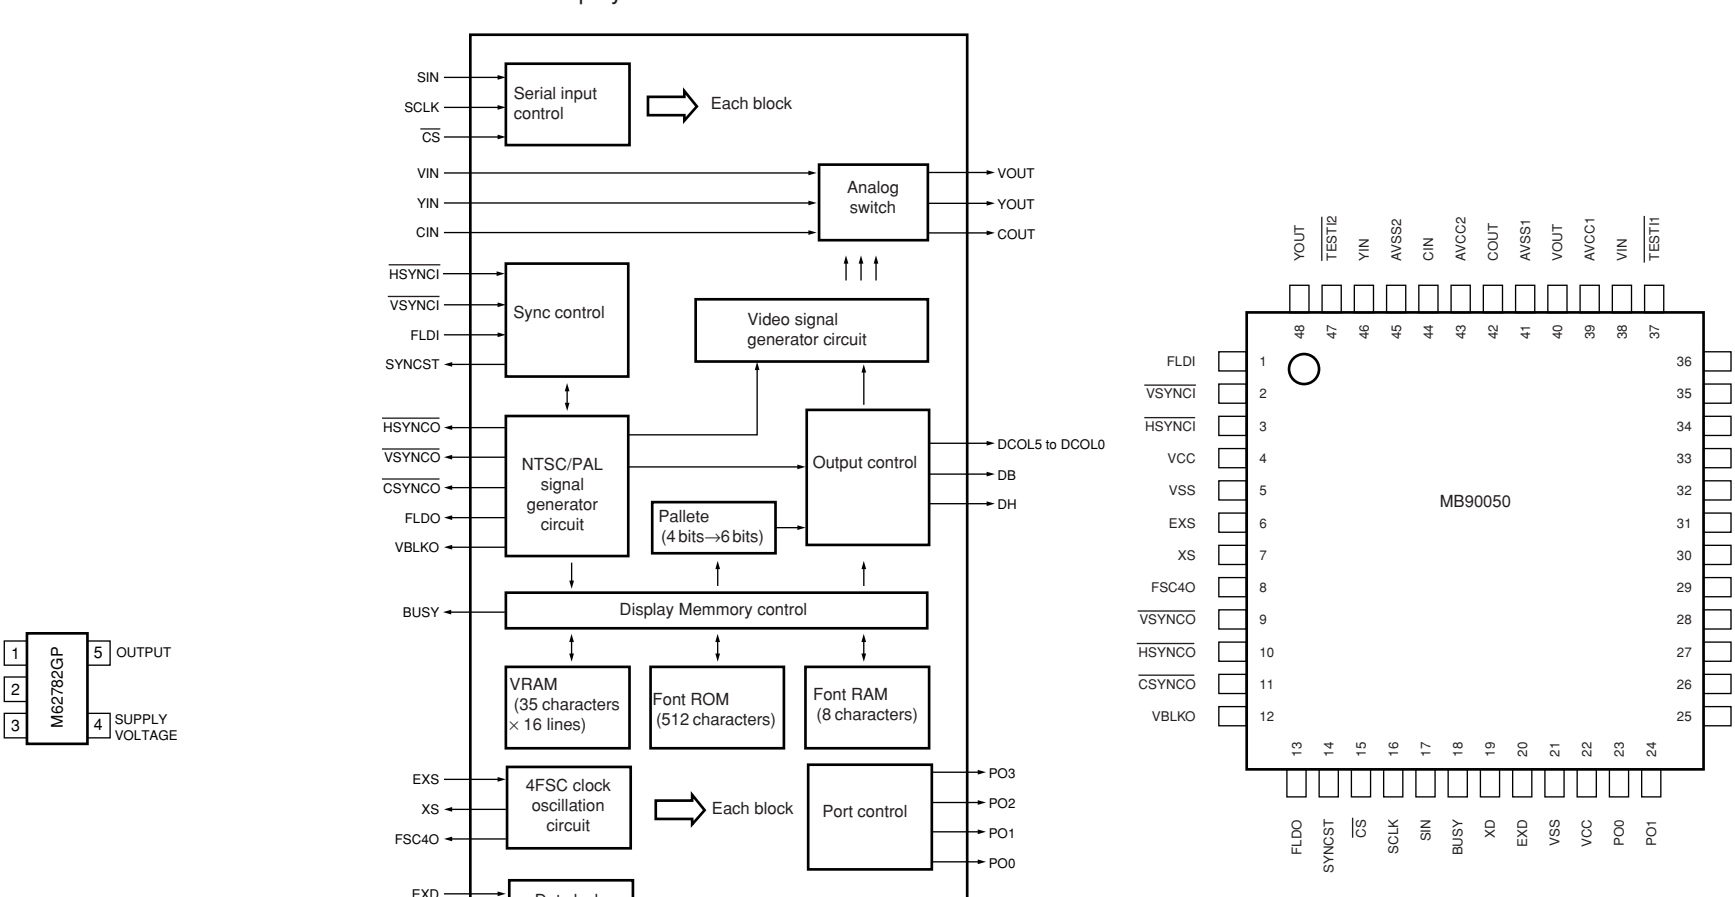 SIN
SCLK
CS
Serial input
control
Each block
VIN
YIN
CIN
Analog
switch
VOUT
YOUT
COUT
HSYNCI
VSYNCI
FLDI
SYNCST
Sync control
Video signal
generator circuit
HSYNCO
VSYNCO
CSYNCO
FLDO
VBLKO
NTSC/PAL
signal
generator
circuit
Output control
DCOL5 to DCOL0
DB
DH
Pallete
(4 bits→6 bits)
BUSY
Display Memmory control
VRAM
(35 characters
× 16 lines)
Font ROM
(512 characters)
Font RAM
(8 characters)
EXS
XS
FSC4O
4FSC clock
oscillation
circuit
Each block
Port control
PO3
PO2
PO1
PO0
EXD
1
2
3
M62782GP
5 OUTPUT
4 SUPPLY
VOLTAGE
YOUT
TESTI2
YIN
AVSS2
CIN
AVCC2
COUT
AVSS1
VOUT
AVCC1
VIN
TESTI1
48
47
46
45
44
43
42
41
40
39
38
37
FLDI 1
VSYNCI 2
HSYNCI 3
VCC 4
VSS 5
EXS 6
XS 7
FSC4O 8
VSYNCO 9
HSYNCO 10
CSYNCO 11
VBLKO 12
MB90050
36
35
34
33
32
31
30
29
28
27
26
25
13
14
15
16
17
18
19
20
21
22
23
24
FLDO
SYNCST
CS
SCLK
SIN
BUSY
XD
EXD
VSS
VCC
PO0
PO1